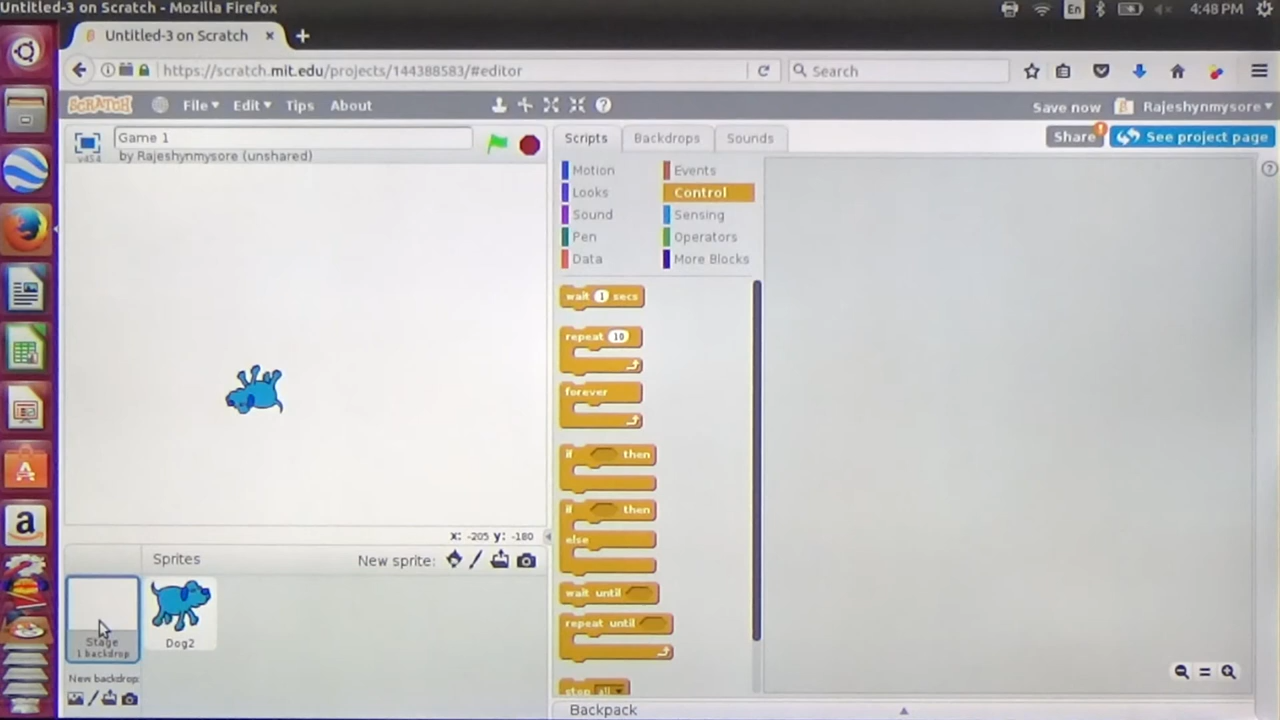 Untitled-3 on Scratch - Mozilla Firefox
En
4:48 PM
Untitled-3 on Scratch
https://scratch.mit.edu/projects/144388583/#editor
Search
SCRATCH
File Edit Tips About
Save now
Rajeshynmysore
Game 1
by Rajeshynmysore (unshared)
v454
Scripts Backdrops Sounds
Share
See project page
Motion
Looks
Sound
Pen
Data
Events
Control
Sensing
Operators
More Blocks
wait 1 secs
repeat 10
forever
if then
if then
else
wait until
repeat until
stop all
x: -205 y: -180
Sprites
New sprite:
Stage
1 backdrop
Dog2
New backdrop:
Backpack